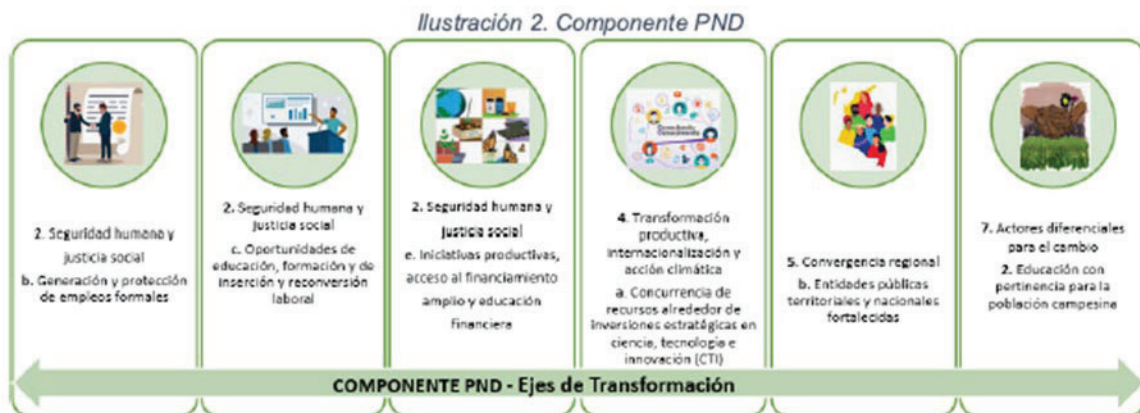 Ilustración 2. Componente PND
2. Seguridad humana y
justicia social
b. Generación y protección
de empleos formales
2. Seguridad humana y
justicia social
c. Oportunidades de
educación, formación y de
inserción y reconversión
laboral
2. Seguridad humana y
justicia social
e. Iniciativas productivas,
acceso al financiamiento
amplio y educación
financiera
4. Transformación
productiva,
internacionalización y
acción climática
a. Concurrencia de
recursos alrededor de
inversiones estratégicas en
ciencia, tecnología e
innovación (CTI)
5. Convergencia regional
b. Entidades públicas
territoriales y nacionales
fortalecidas
7. Actores diferenciales
para el cambio
2. Educación con
pertinencia para la
población campesina
COMPONENTE PND - Ejes de Transformación